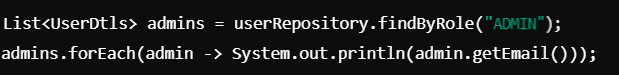 List<UserDtls> admins = userRepository.findByRole("ADMIN");
admins.forEach(admin -> System.out.println(admin.getEmail()));